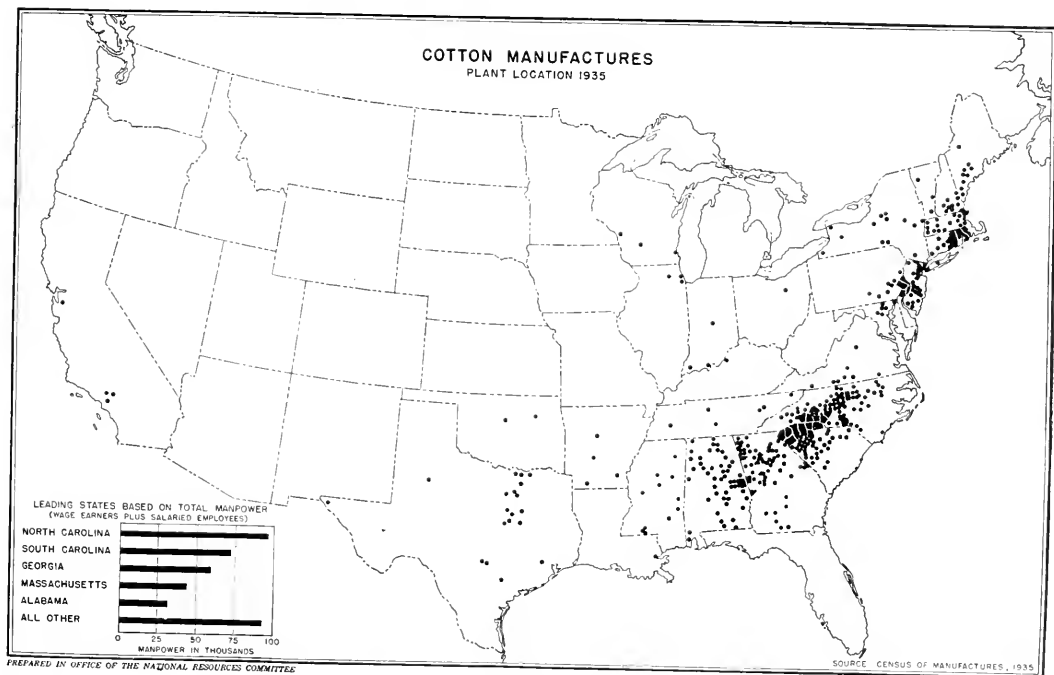 COTTON MANUFACTURES
PLANT LOCATION 1935
LEADING STATES BASED ON TOTAL MANPOWER
(WAGE EARNERS PLUS SALARIED EMPLOYEES)
NORTH CAROLINA
SOUTH CAROLINA
GEORGIA
MASSACHUSETTS
ALABAMA
ALL OTHER
0 25 50 75 100
MANPOWER IN THOUSANDS
PREPARED IN OFFICE OF THE NATIONAL RESOURCES COMMITTEE
SOURCE: CENSUS OF MANUFACTURES, 1935